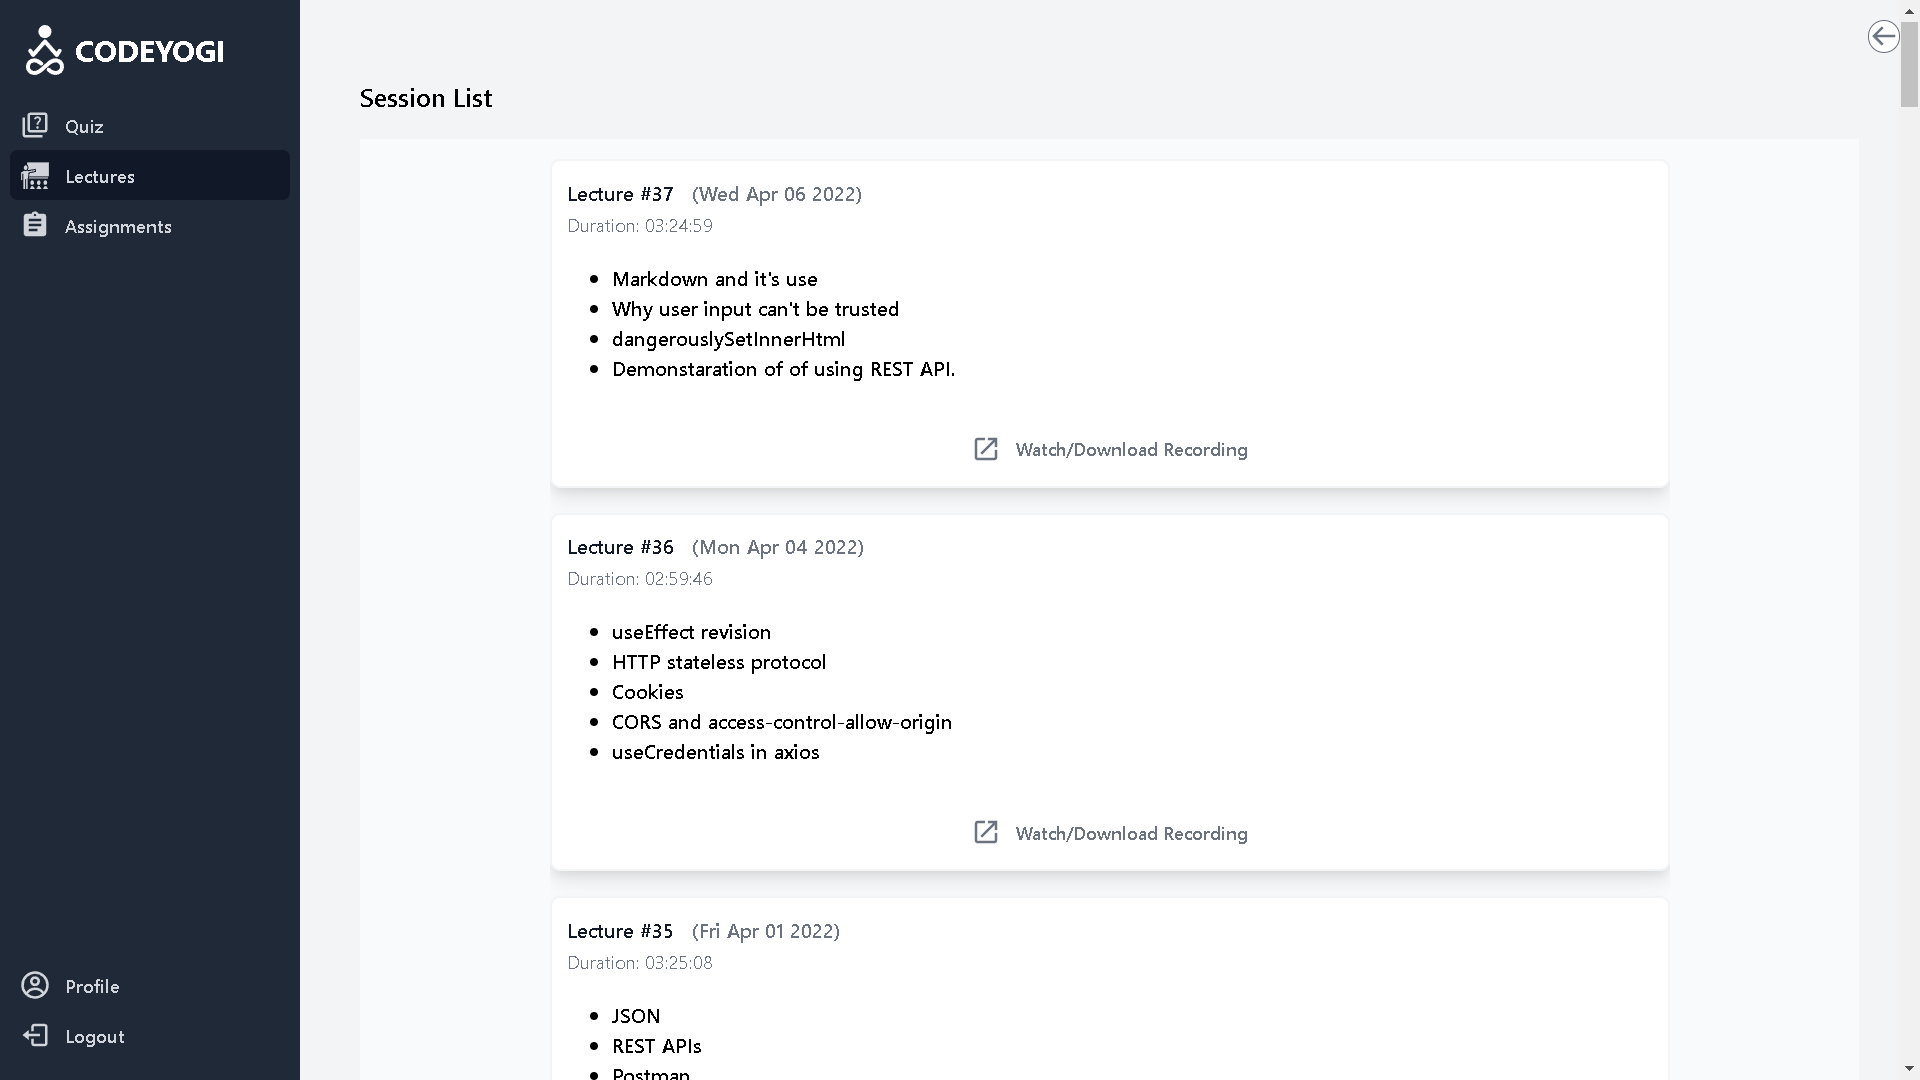 CODEYOGI
Quiz
Lectures
Assignments
Profile
Logout
Session List
Lecture #37 (Wed Apr 06 2022)
Duration: 03:24:59
Markdown and it's use
Why user input can't be trusted
dangerouslySetInnerHtml
Demonstaration of of using REST API.
Watch/Download Recording
Lecture #36 (Mon Apr 04 2022)
Duration: 02:59:46
useEffect revision
HTTP stateless protocol
Cookies
CORS and access-control-allow-origin
useCredentials in axios
Watch/Download Recording
Lecture #35 (Fri Apr 01 2022)
Duration: 03:25:08
JSON
REST APIs
Postman